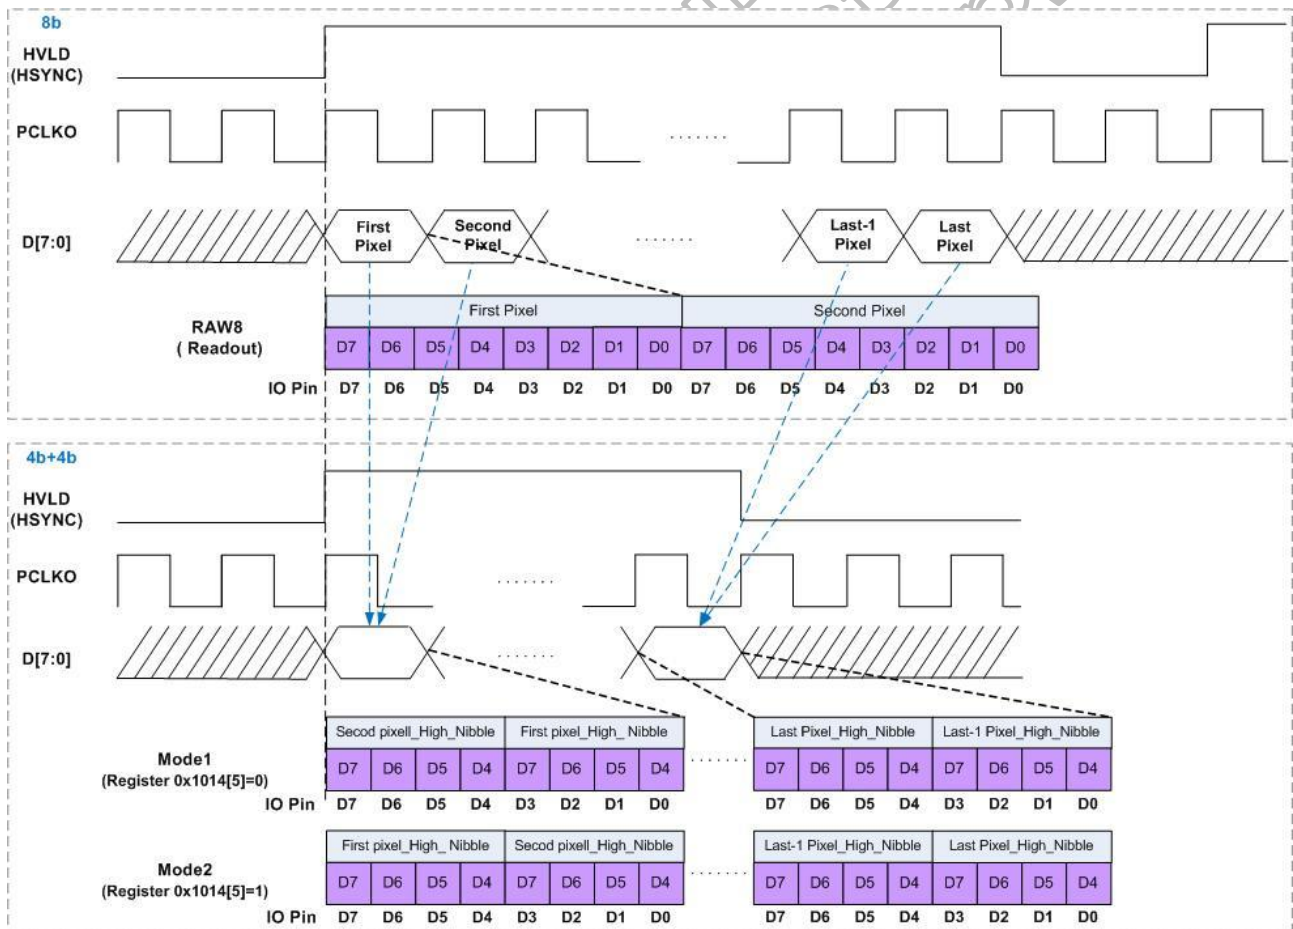 8b
HVLD
(HSYNC)
PCLKO
D[7:0]
First
Pixel
Second
Pixel
.......
Last-1
Pixel
Last
Pixel
RAW8
( Readout)
First Pixel
Second Pixel
D7 D6 D5 D4 D3 D2 D1 D0 D7 D6 D5 D4 D3 D2 D1 D0
IO Pin D7 D6 D5 D4 D3 D2 D1 D0 D7 D6 D5 D4 D3 D2 D1 D0
4b+4b
HVLD
(HSYNC)
PCLKO
D[7:0]
Mode1
(Register 0x1014[5]=0)
Secod pixell_High_Nibble First pixel_High_ Nibble Last Pixel_High_Nibble Last-1 Pixel_High_Nibble
D7 D6 D5 D4 D7 D6 D5 D4 ........ D7 D6 D5 D4 D7 D6 D5 D4
IO Pin D7 D6 D5 D4 D3 D2 D1 D0 D7 D6 D5 D4 D3 D2 D1 D0
Mode2
(Register 0x1014[5]=1)
First pixel_High_ Nibble Secod pixell_High_Nibble Last-1 Pixel_High_Nibble Last Pixel_High_Nibble
D7 D6 D5 D4 D7 D6 D5 D4 ........ D7 D6 D5 D4 D7 D6 D5 D4
IO Pin D7 D6 D5 D4 D3 D2 D1 D0 D7 D6 D5 D4 D3 D2 D1 D0